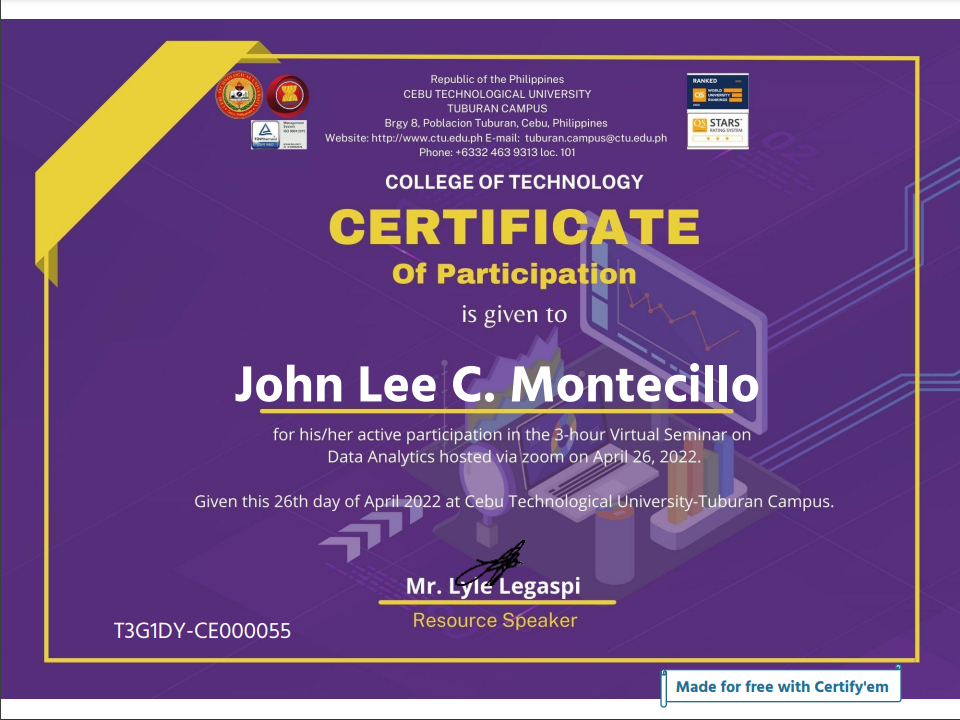 Republic of the Philippines
CEBU TECHNOLOGICAL UNIVERSITY
TUBURAN CAMPUS
Brgy 8, Poblacion Tuburan, Cebu, Philippines
Website: http://www.ctu.edu.ph E-mail: tuburan.campus@ctu.edu.ph
Phone: +6332 463 9313 loc. 101
RANKED
WORLD
UNIVERSITY
RANKINGS
STARS
RATING SYSTEM
COLLEGE OF TECHNOLOGY
CERTIFICATE
Of Participation
is given to
John Lee C. Montecillo
for his/her active participation in the 3-hour Virtual Seminar on
Data Analytics hosted via zoom on April 26, 2022.
Given this 26th day of April 2022 at Cebu Technological University-Tuburan Campus.
Mr. Lyle Legaspi
Resource Speaker
T3G1DY-CE000055
Made for free with Certify'em